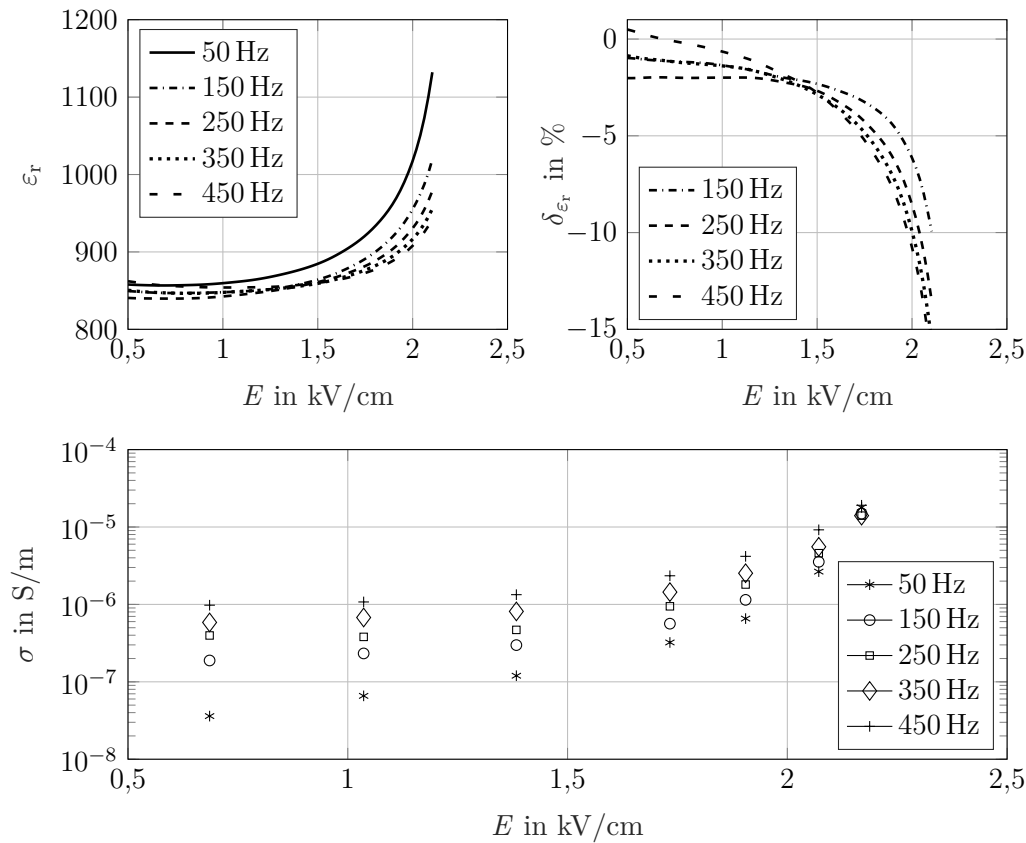 1200
1100
1000
900
800
εᵣ
50 Hz
150 Hz
250 Hz
350 Hz
450 Hz
0,5
1
1,5
2
2,5
E in kV/cm
0
−5
−10
−15
δ_εᵣ in %
150 Hz
250 Hz
350 Hz
450 Hz
0,5
1
1,5
2
2,5
E in kV/cm
10⁻⁴
10⁻⁵
10⁻⁶
10⁻⁷
10⁻⁸
σ in S/m
50 Hz
150 Hz
250 Hz
350 Hz
450 Hz
0,5
1
1,5
2
2,5
E in kV/cm